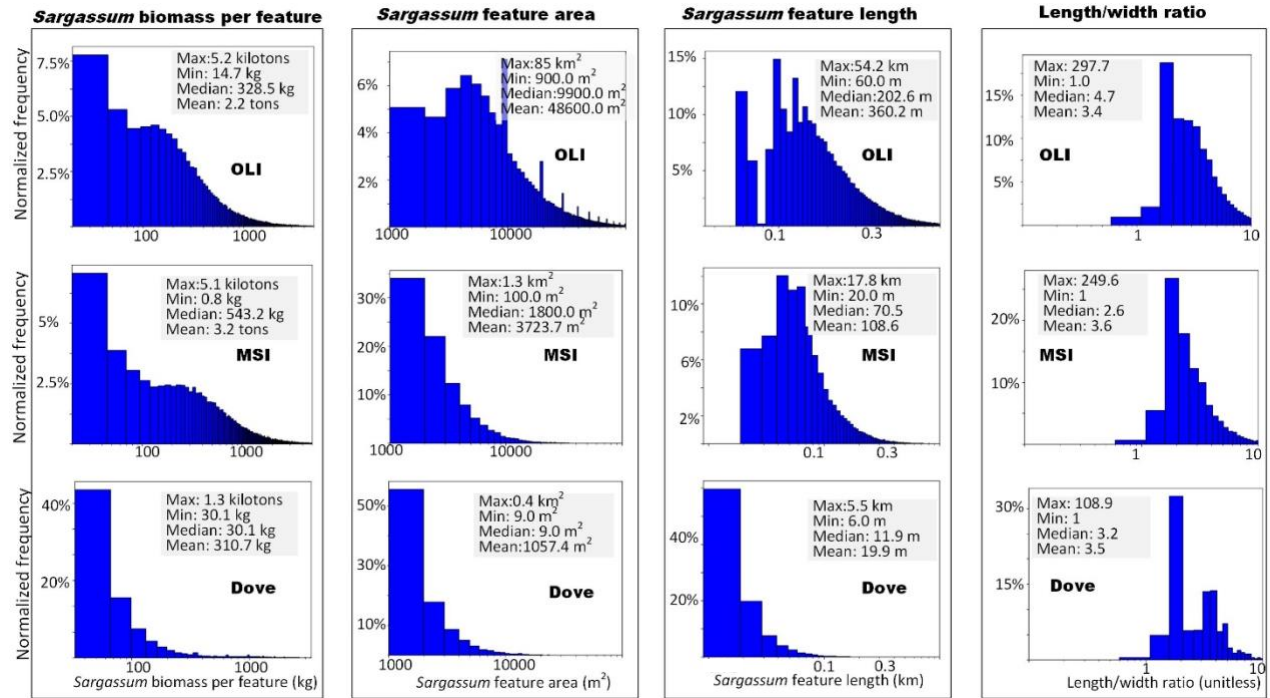 Sargassum biomass per feature
Sargassum feature area
Sargassum feature length
Length/width ratio
Normalized frequency
7.5%
5.0%
2.5%
Max:5.2 kilotons
Min: 14.7 kg
Median: 328.5 kg
Mean: 2.2 tons
OLI
100
1000
6%
4%
2%
Max:85 km²
Min: 900.0 m²
Median:9900.0 m²
Mean: 48600.0 m²
OLI
1000
10000
15%
10%
5%
Max:54.2 km
Min: 60.0 m
Median:202.6 m
Mean: 360.2 m
OLI
0.1
0.3
15%
10%
5%
Max: 297.7
Min: 1.0
Median: 4.7
Mean: 3.4
OLI
1
10
Normalized frequency
5%
2.5%
Max:5.1 kilotons
Min: 0.8 kg
Median: 543.2 kg
Mean: 3.2 tons
MSI
100
1000
30%
20%
10%
Max:1.3 km²
Min: 100.0 m²
Median: 1800.0 m²
Mean: 3723.7 m²
MSI
1000
10000
10%
6%
2%
Max:17.8 km
Min: 20.0 m
Median: 70.5
Mean: 108.6
MSI
0.1
0.3
20%
10%
Max: 249.6
Min: 1
Median: 2.6
Mean: 3.6
MSI
1
10
Normalized frequency
40%
20%
Max: 1.3 kilotons
Min: 30.1 kg
Median: 30.1 kg
Mean: 310.7 kg
Dove
100
1000
Sargassum biomass per feature (kg)
50%
30%
10%
Max:0.4 km²
Min: 9.0 m²
Median: 9.0 m²
Mean:1057.4 m²
Dove
1000
10000
Sargassum feature area (m²)
40%
20%
Max:5.5 km
Min: 6.0 m
Median: 11.9 m
Mean: 19.9 m
Dove
0.1
0.3
Sargassum feature length (km)
30%
15%
Max: 108.9
Min: 1
Median: 3.2
Mean: 3.5
Dove
1
10
Length/width ratio (unitless)